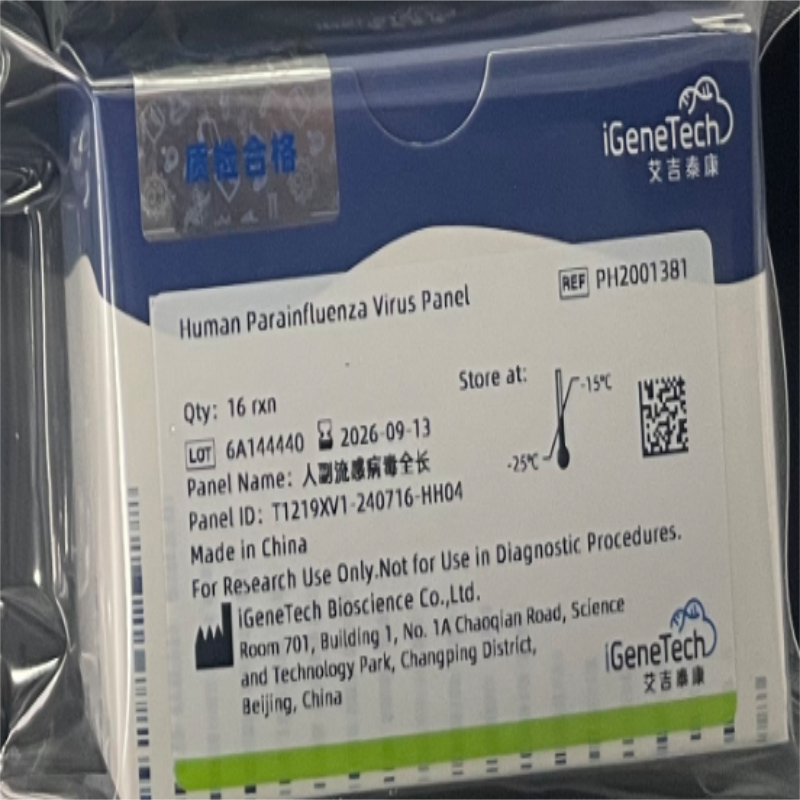 质检合格
iGeneTech
艾吉泰康
Human Parainfluenza Virus Panel
REF PH2001381
Qty: 16 rxn
Store at:
-15℃
-25℃
LOT 6A144440 2026-09-13
Panel Name: 人副流感病毒全长
Panel ID: T1219XV1-240716-HH04
Made in China
For Research Use Only.Not for Use in Diagnostic Procedures.
iGeneTech Bioscience Co.,Ltd.
Room 701, Building 1, No. 1A Chaoqian Road, Science
and Technology Park, Changping District,
Beijing, China
iGeneTech
艾吉泰康